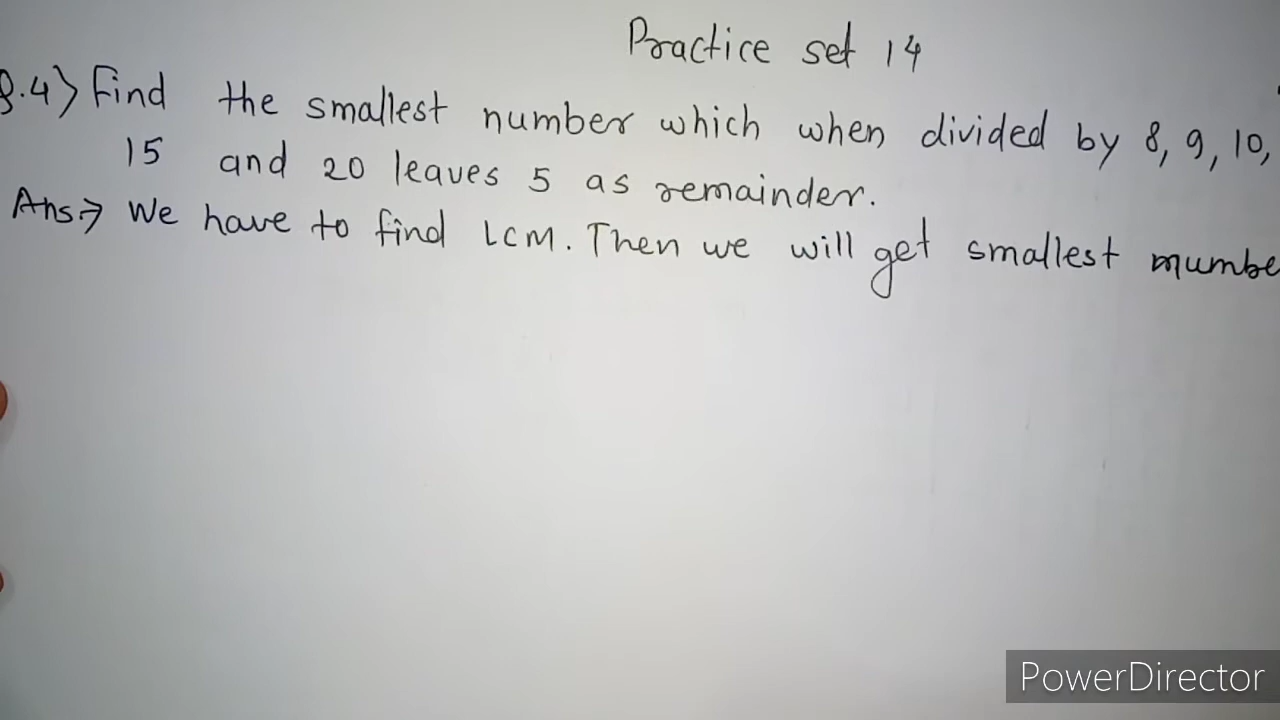 Practice set 14
Q.4) Find the smallest number which when divided by 8, 9, 10,
15 and 20 leaves 5 as remainder.
Ans:→ We have to find LCM. Then we will get smallest numbe
PowerDirector